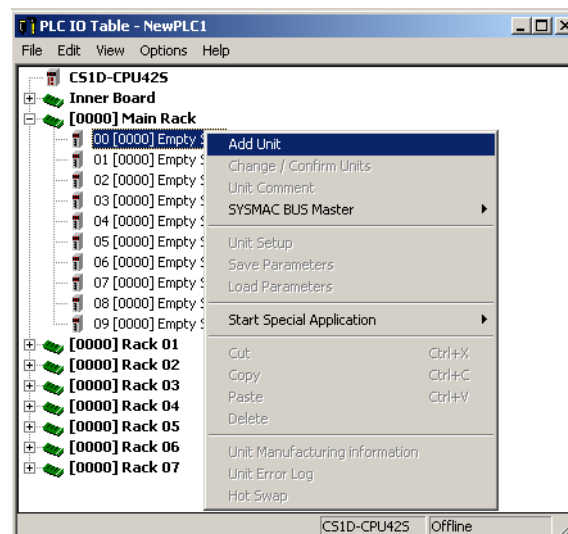 PLC IO Table - NewPLC1
File Edit View Options Help
CS1D-CPU42S
Inner Board
[0000] Main Rack
00 [0000] Empty S
01 [0000] Empty S
02 [0000] Empty S
03 [0000] Empty S
04 [0000] Empty S
05 [0000] Empty S
06 [0000] Empty S
07 [0000] Empty S
08 [0000] Empty S
09 [0000] Empty S
[0000] Rack 01
[0000] Rack 02
[0000] Rack 03
[0000] Rack 04
[0000] Rack 05
[0000] Rack 06
[0000] Rack 07
Add Unit
Change / Confirm Units
Unit Comment
SYSMAC BUS Master
Unit Setup
Save Parameters
Load Parameters
Start Special Application
Cut Ctrl+X
Copy Ctrl+C
Paste Ctrl+V
Delete
Unit Manufacturing information
Unit Error Log
Hot Swap
CS1D-CPU42S Offline